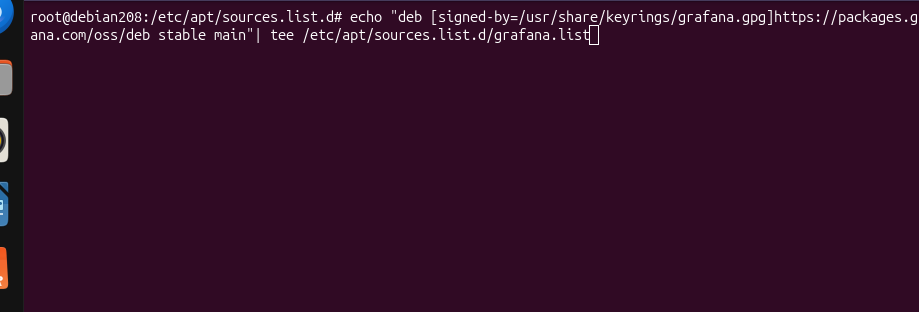 root@debian208:/etc/apt/sources.list.d# echo "deb [signed-by=/usr/share/keyrings/grafana.gpg]https://packages.g
ana.com/oss/deb stable main"| tee /etc/apt/sources.list.d/grafana.list